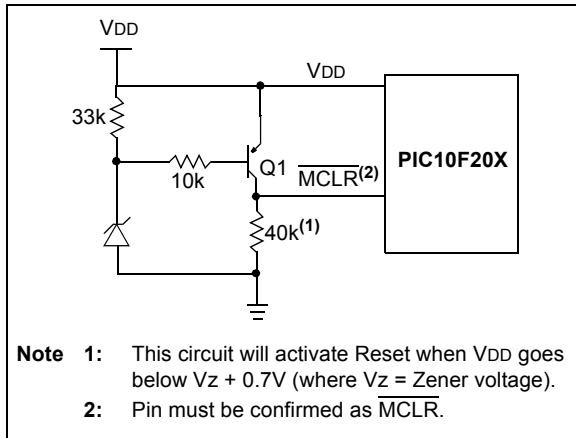 VDD
VDD
33k
PIC10F20X
Q1
MCLR(2)
10k
40k(1)
Note 1: This circuit will activate Reset when VDD goes
below Vz + 0.7V (where Vz = Zener voltage).
2: Pin must be confirmed as MCLR.